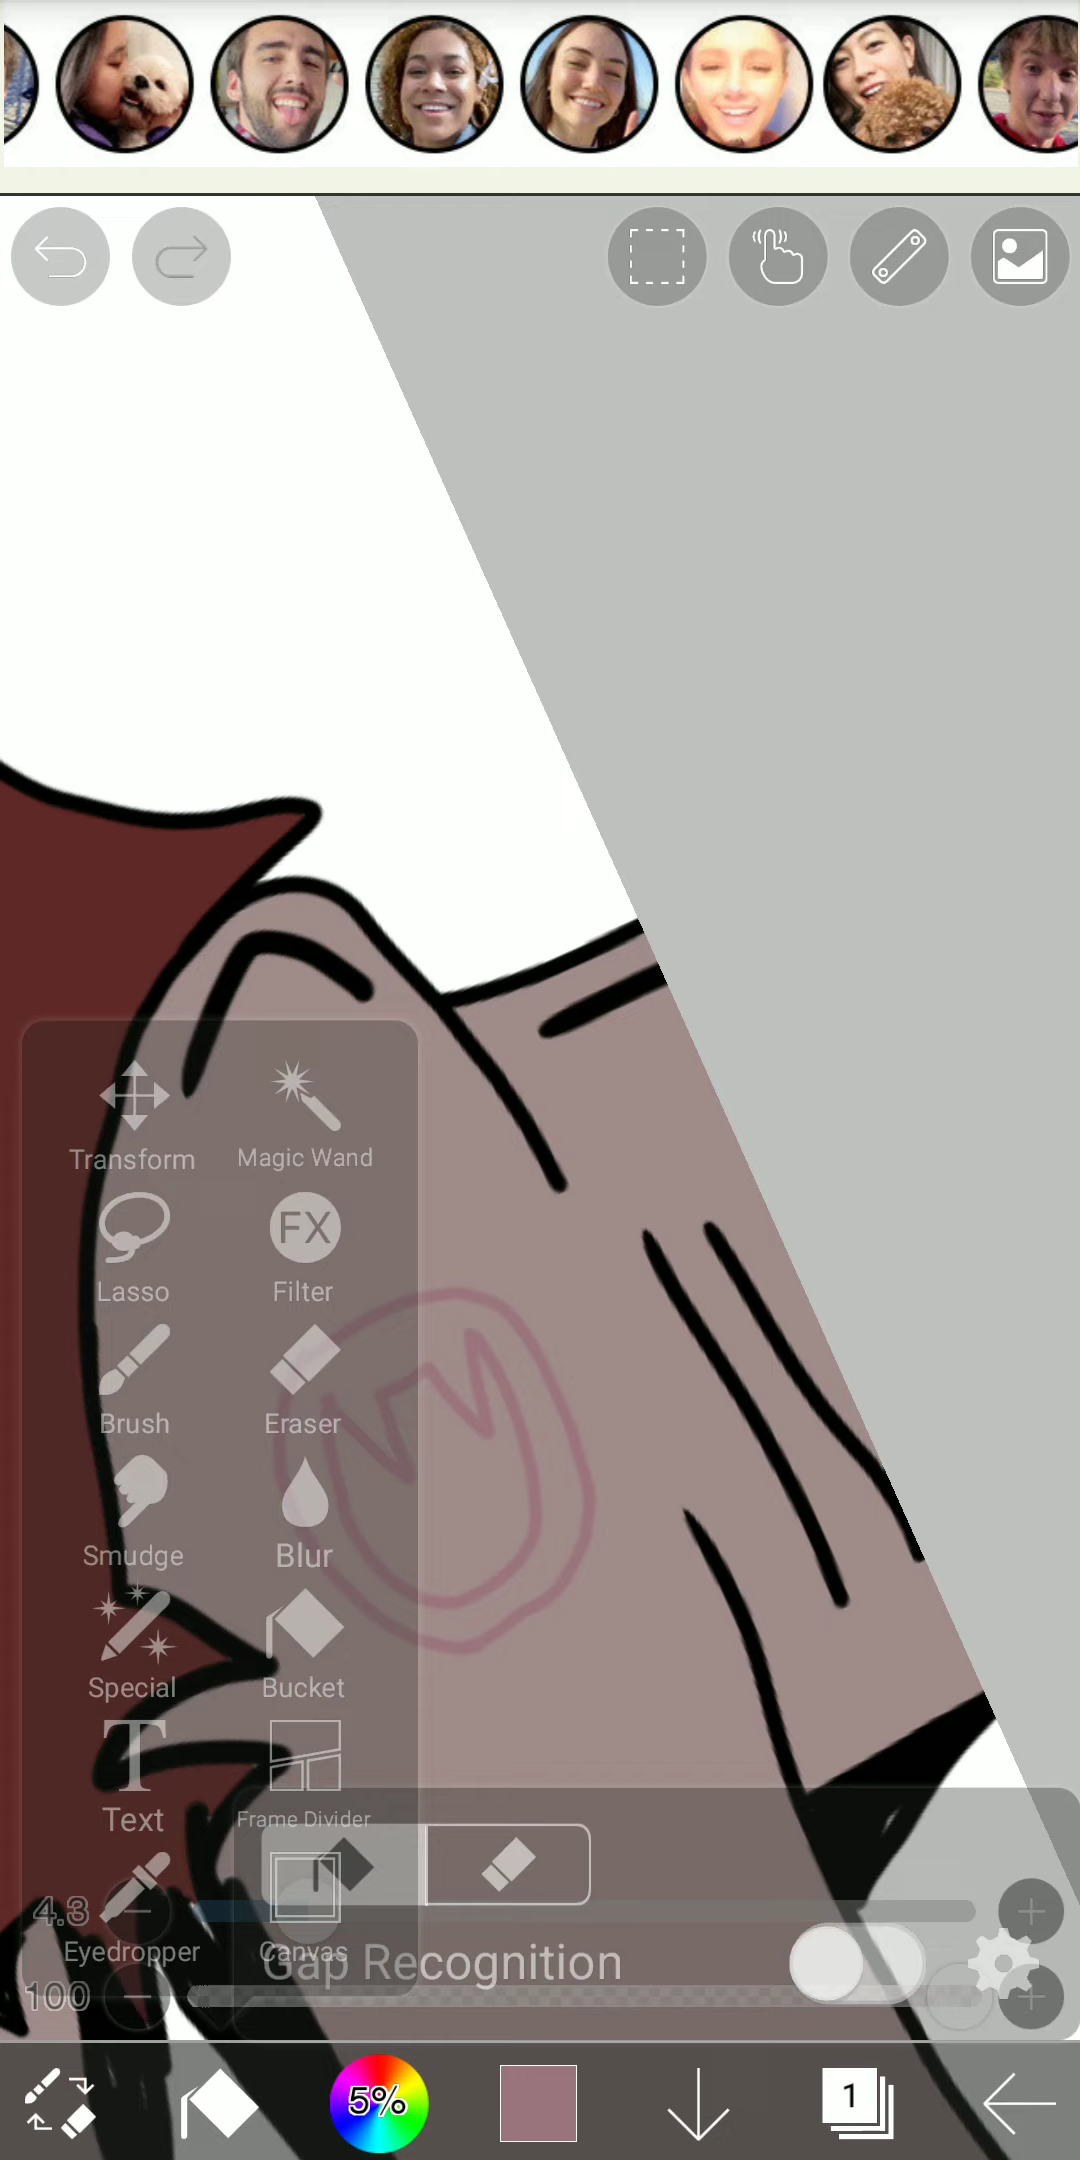 Transform Magic Wand
Lasso FX Filter
Brush Eraser
Smudge Blur
Special Bucket
T Text Frame Divider
4.3
Eyedropper Canvas
Gap Recognition
100
5% 1